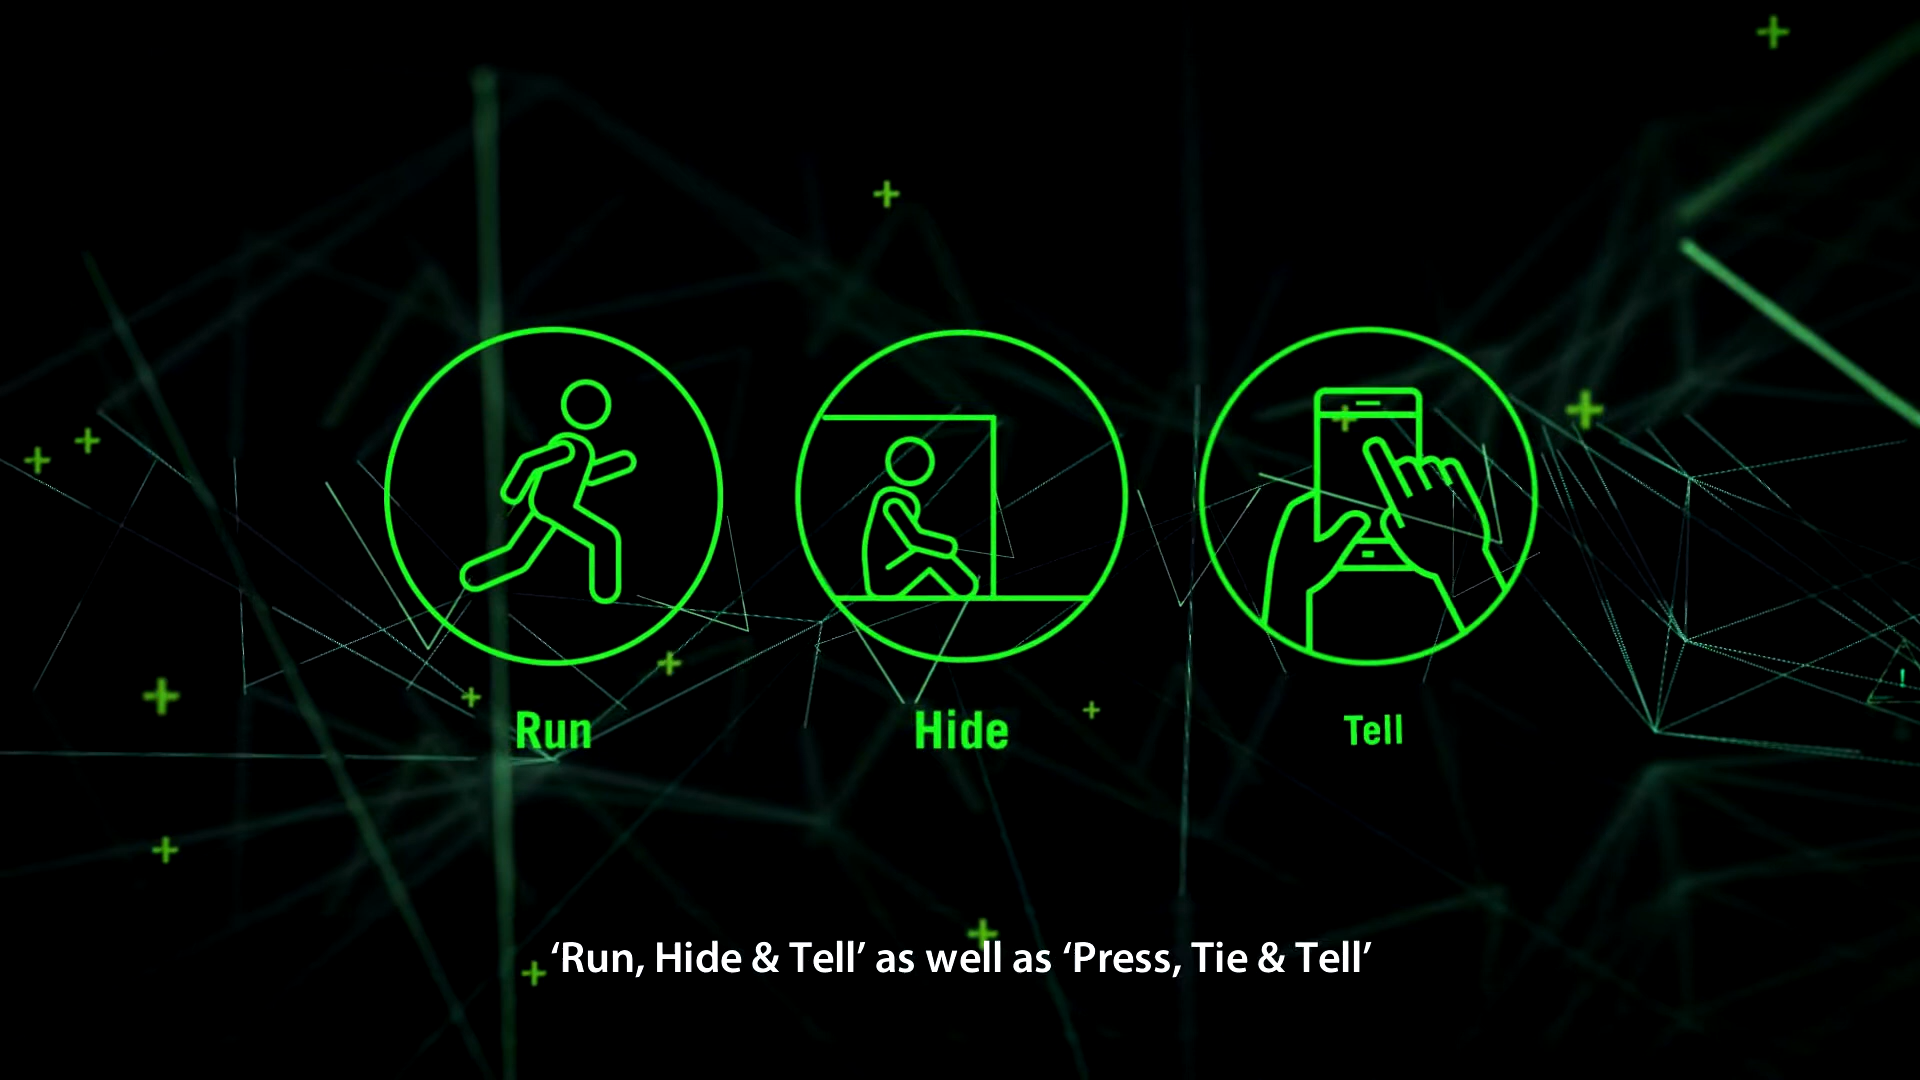 Run
Hide
Tell
‘Run, Hide & Tell’ as well as ‘Press, Tie & Tell’